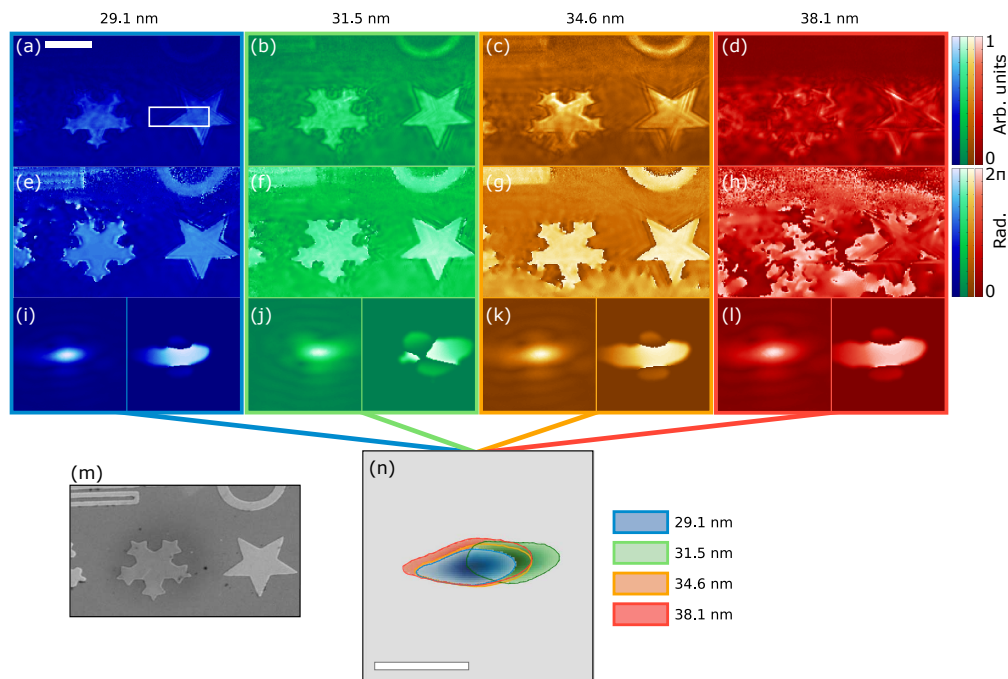 29.1 nm 31.5 nm 34.6 nm 38.1 nm
(a) (b) (c) (d) 1
Arb. units
0
(e) (f) (g) (h) 2π
Rad.
0
(i) (j) (k) (l)
(m) (n)
29.1 nm
31.5 nm
34.6 nm
38.1 nm